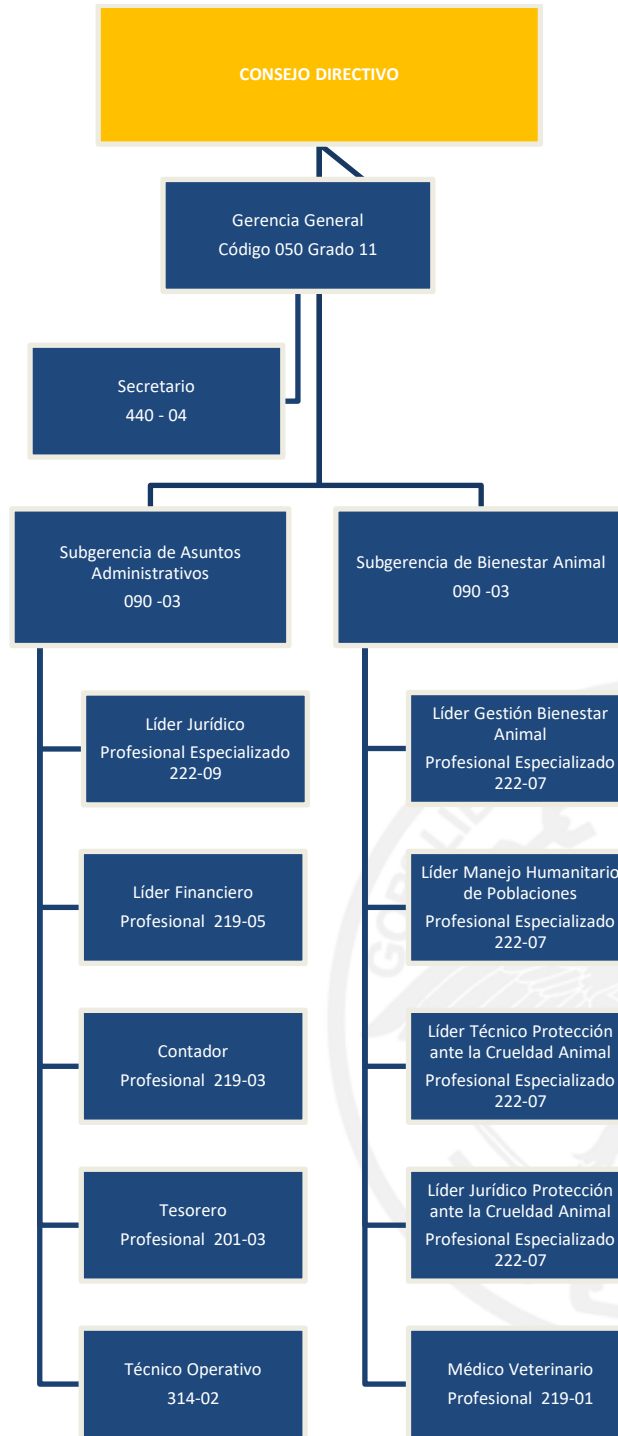 CONSEJO DIRECTIVO
Gerencia General
Código 050 Grado 11
Secretario
440 - 04
Subgerencia de Asuntos
Administrativos
090 -03
Subgerencia de Bienestar Animal
090 -03
Líder Jurídico
Profesional Especializado
222-09
Líder Financiero
Profesional 219-05
Contador
Profesional 219-03
Tesorero
Profesional 201-03
Técnico Operativo
314-02
Líder Gestión Bienestar
Animal
Profesional Especializado
222-07
Líder Manejo Humanitario
de Poblaciones
Profesional Especializado
222-07
Líder Técnico Protección
ante la Crueldad Animal
Profesional Especializado
222-07
Líder Jurídico Protección
ante la Crueldad Animal
Profesional Especializado
222-07
Médico Veterinario
Profesional 219-01